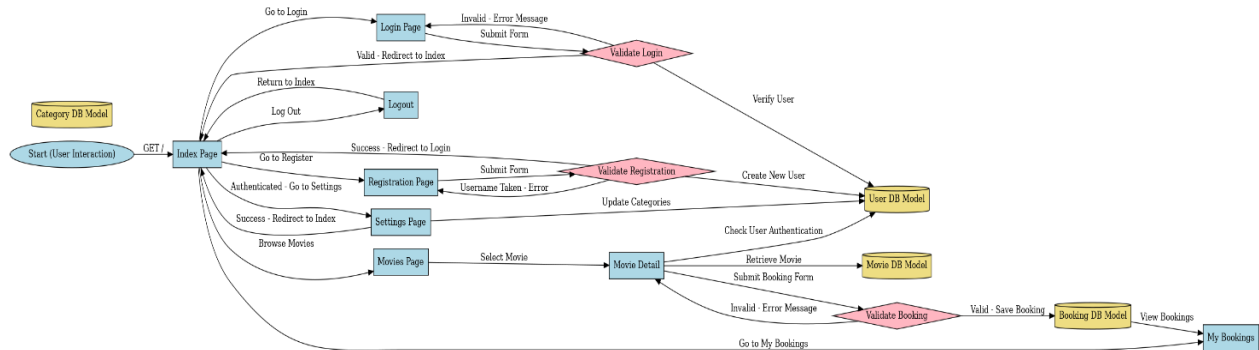 Go to Login
Login Page
Invalid - Error Message
Submit Form
Validate Login
Valid - Redirect to Index
Return to Index
Logout
Log Out
Verify User
Category DB Model
Start (User Interaction)
GET /
Index Page
Success - Redirect to Login
Go to Register
Registration Page
Submit Form
Username Taken - Error
Validate Registration
Create New User
Authenticated - Go to Settings
Settings Page
Success - Redirect to Index
Update Categories
User DB Model
Browse Movies
Movies Page
Select Movie
Movie Detail
Check User Authentication
Retrieve Movie
Movie DB Model
Submit Booking Form
Invalid - Error Message
Validate Booking
Valid - Save Booking
Booking DB Model
View Bookings
My Bookings
Go to My Bookings